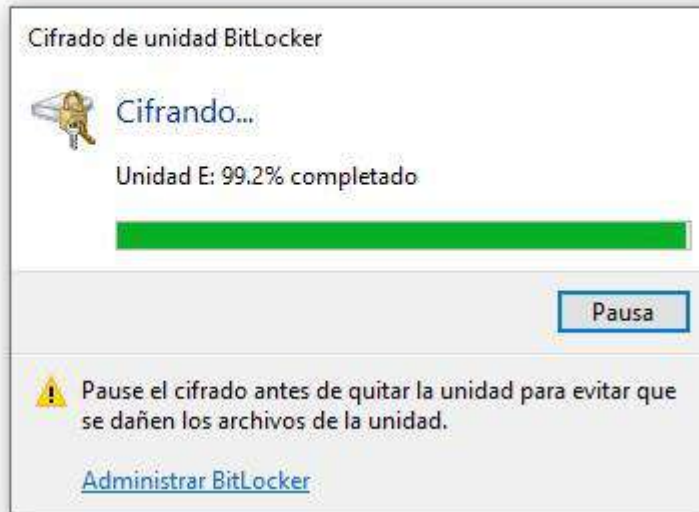 Cifrado de unidad BitLocker
Cifrando...
Unidad E: 99.2% completado
Pausa
Pause el cifrado antes de quitar la unidad para evitar que
se dañen los archivos de la unidad.
Administrar BitLocker